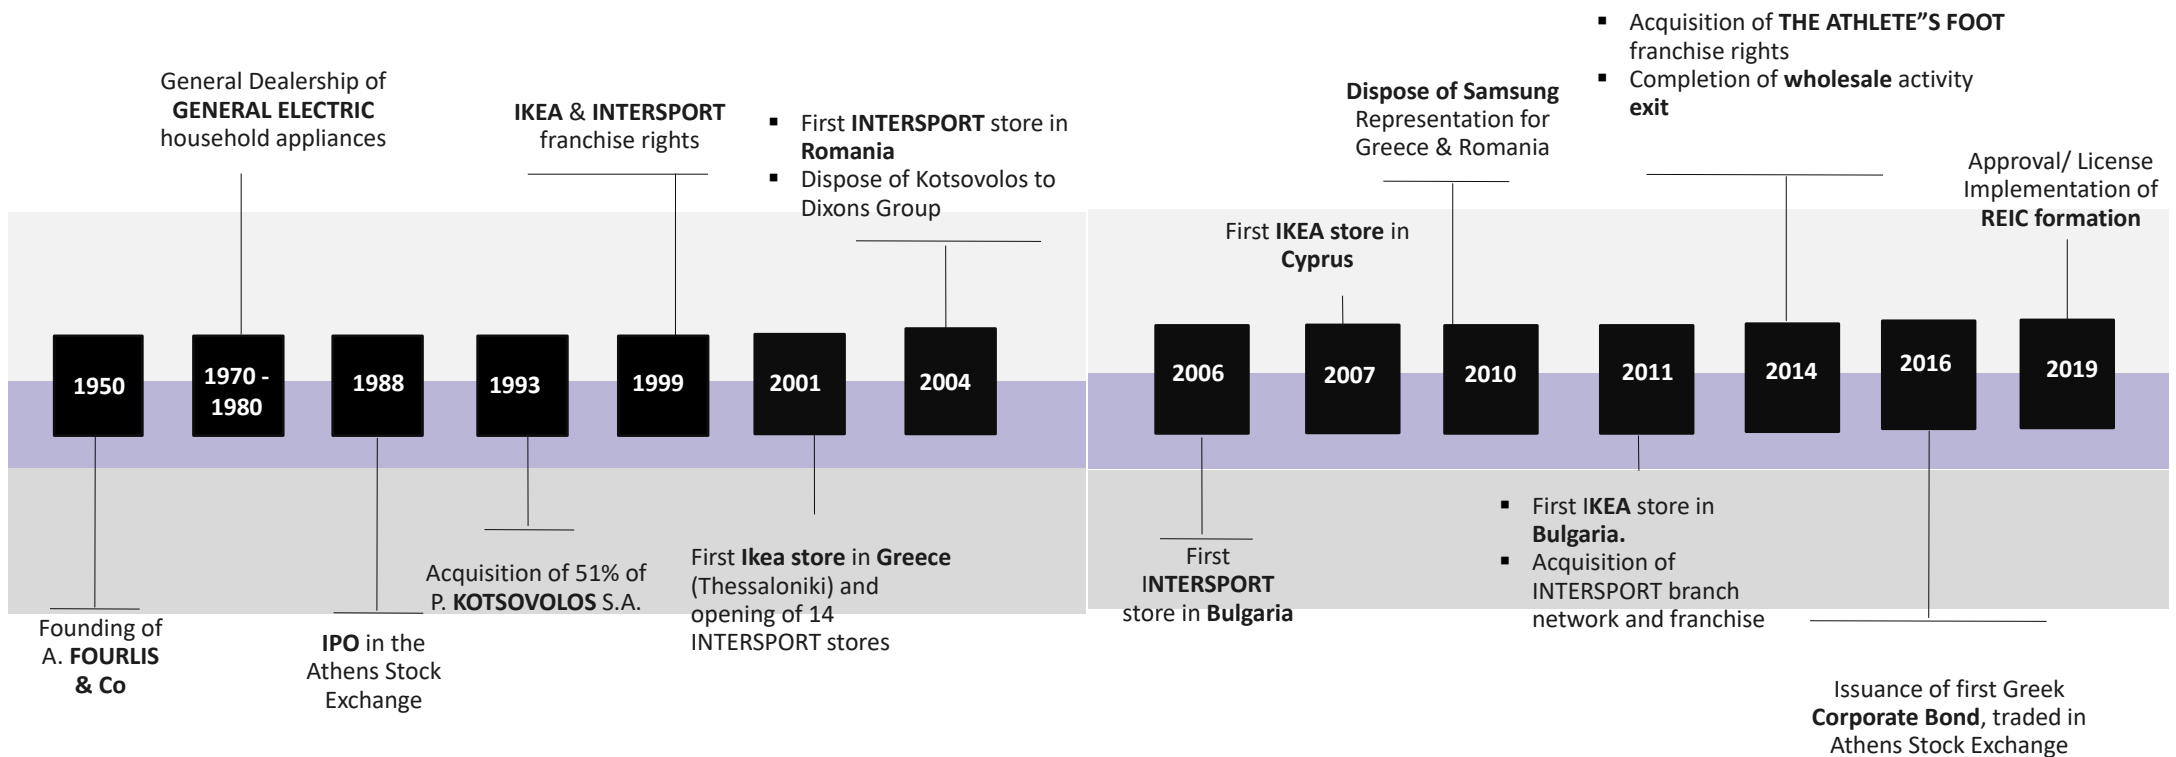 General Dealership of
GENERAL ELECTRIC
household appliances
IKEA & INTERSPORT
franchise rights
▪ First INTERSPORT store in
Romania
▪ Dispose of Kotsovolos to
Dixons Group
First IKEA store in
Cyprus
Dispose of Samsung
Representation for
Greece & Romania
▪ Acquisition of THE ATHLETE”S FOOT
franchise rights
▪ Completion of wholesale activity
exit
Approval/ License
Implementation of
REIC formation
1950
1970 -
1980
1988
1993
1999
2001
2004
2006
2007
2010
2011
2014
2016
2019
Founding of
A. FOURLIS
& Co
IPO in the
Athens Stock
Exchange
Acquisition of 51% of
P. KOTSOVOLOS S.A.
First Ikea store in Greece
(Thessaloniki) and
opening of 14
INTERSPORT stores
First
INTERSPORT
store in Bulgaria
▪ First IKEA store in
Bulgaria.
▪ Acquisition of
INTERSPORT branch
network and franchise
Issuance of first Greek
Corporate Bond, traded in
Athens Stock Exchange